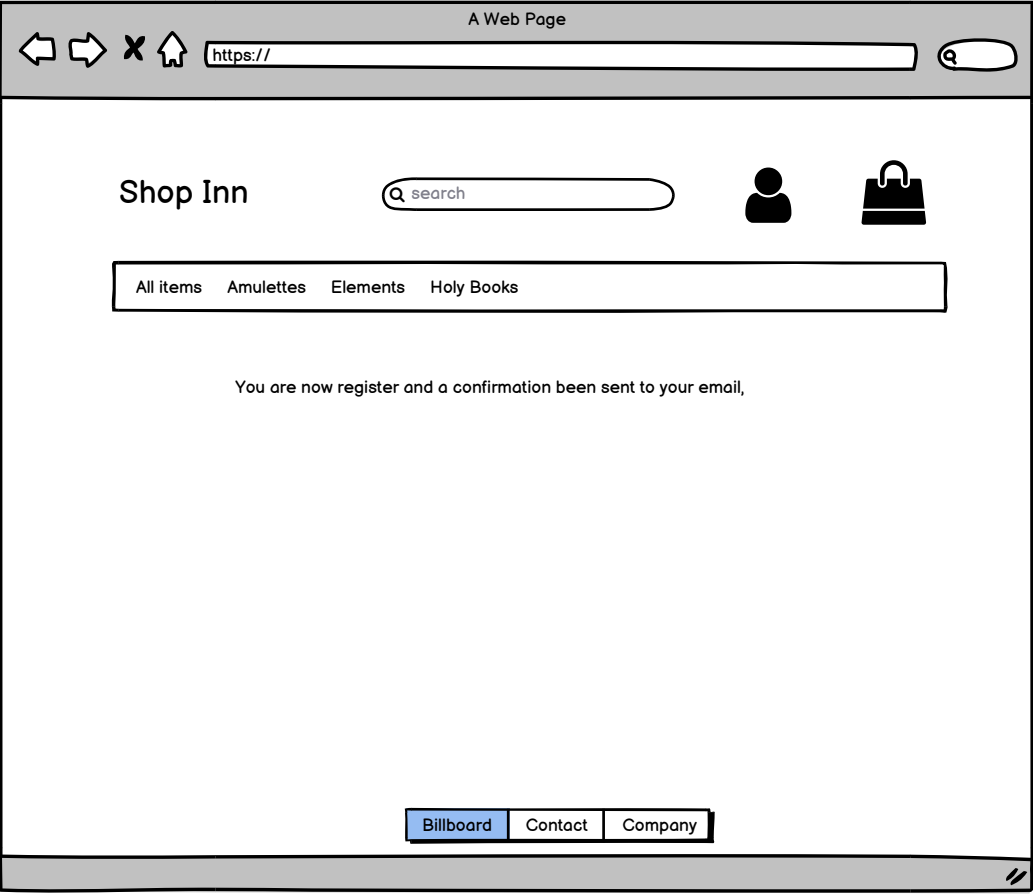 A Web Page
https://
Shop Inn
search
All items Amulettes Elements Holy Books
You are now register and a confirmation been sent to your email,
Billboard Contact Company